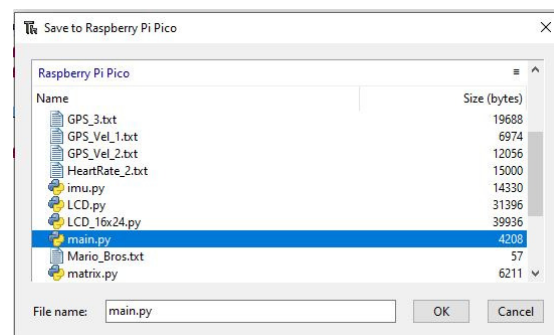 Save to Raspberry Pi Pico
Raspberry Pi Pico
Name Size (bytes)
GPS_3.txt 19688
GPS_Vel_1.txt 6974
GPS_Vel_2.txt 12056
HeartRate_2.txt 15000
imu.py 14330
LCD.py 31396
LCD_16x24.py 39936
main.py 4208
Mario_Bros.txt 57
matrix.py 6211
File name: main.py OK Cancel